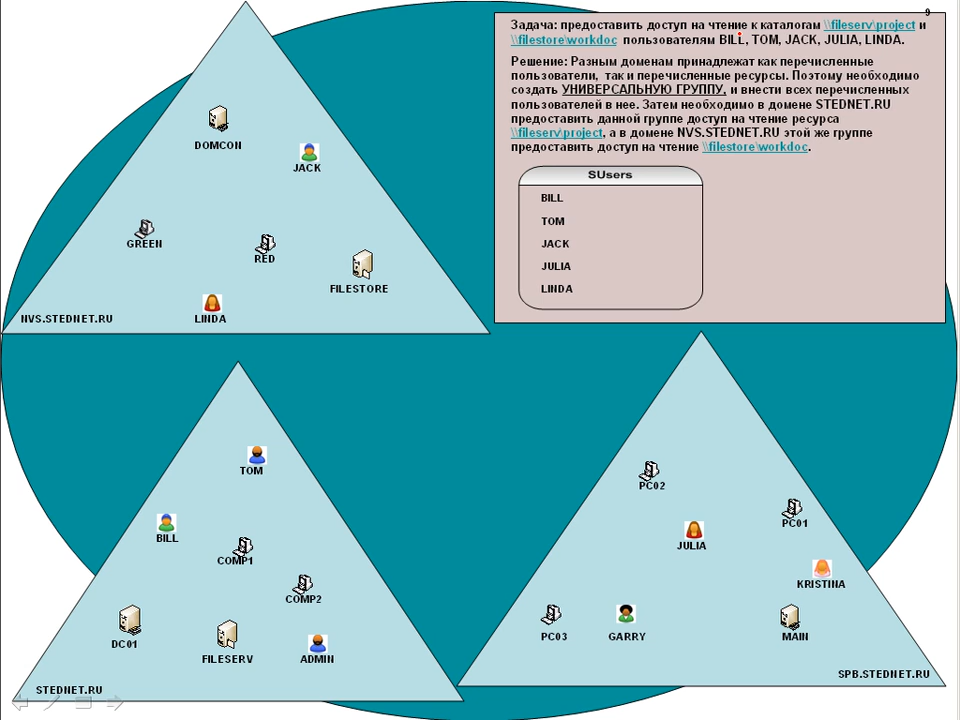 9
Задача: предоставить доступ на чтение к каталогам \\fileserv\project и
\\filestore\workdoc пользователям BILL, TOM, JACK, JULIA, LINDA.
Решение: Разным доменам принадлежат как перечисленные
пользователи, так и перечисленные ресурсы. Поэтому необходимо
создать УНИВЕРСАЛЬНУЮ ГРУППУ, и внести всех перечисленных
пользователей в нее. Затем необходимо в домене STEDNET.RU
предоставить данной группе доступ на чтение ресурса
\\fileserv\project, а в домене NVS.STEDNET.RU этой же группе
предоставить доступ на чтение \\filestore\workdoc.
SUsers
BILL
TOM
JACK
JULIA
LINDA
DOMCON
JACK
GREEN
RED
FILESTORE
LINDA
NVS.STEDNET.RU
TOM
BILL
COMP1
COMP2
DC01
FILESERV
ADMIN
STEDNET.RU
PC02
PC01
JULIA
KRISTINA
PC03
GARRY
MAIN
SPB.STEDNET.RU